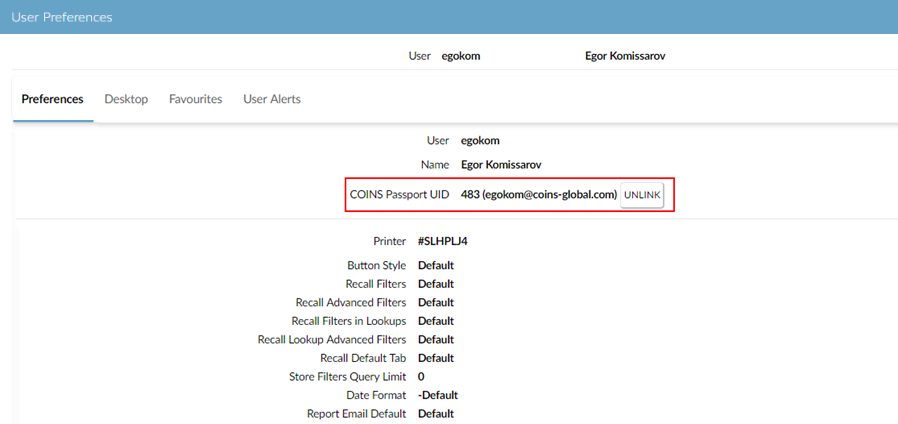 User Preferences
User egokom Egor Komissarov
Preferences Desktop Favourites User Alerts
User egokom
Name Egor Komissarov
COINS Passport UID 483 (egokom@coins-global.com) UNLINK
Printer #SLHPLJ4
Button Style Default
Recall Filters Default
Recall Advanced Filters Default
Recall Filters in Lookups Default
Recall Lookup Advanced Filters Default
Recall Default Tab Default
Store Filters Query Limit 0
Date Format -Default
Report Email Default Default